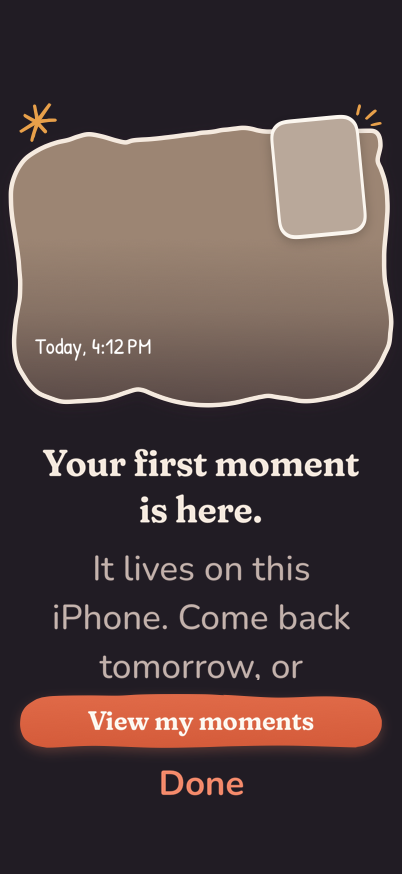 Today, 4:12 PM
Your first moment
is here.
It lives on this
iPhone. Come back
tomorrow, or
View my moments
Done